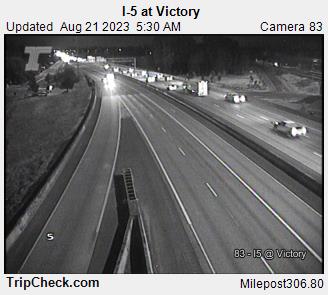 I-5 at Victory
Updated Aug 21 2023 5:30 AM Camera 83
T
S
83 - I5 @ Victory
TripCheck.com Milepost306.80